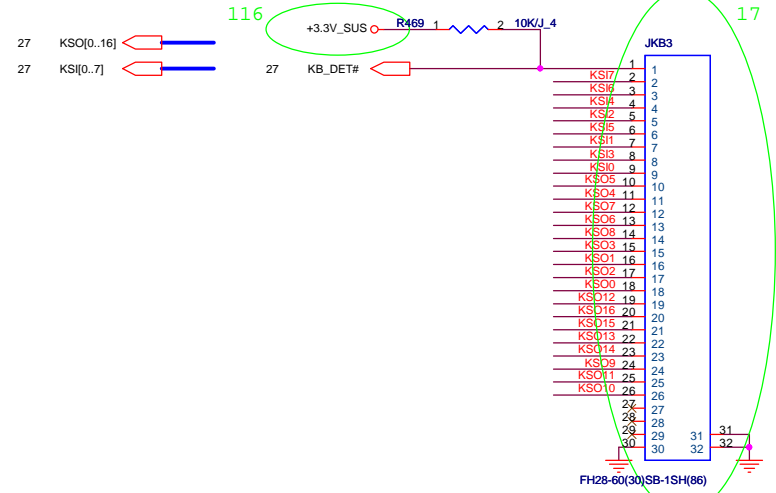 116
17
+3.3V_SUS
R469 1 2 10K/J_4
27 KSO[0..16]
27 KSI[0..7]
27 KB_DET#
JKB3
1 1
KSI7 2 2
KSI6 3 3
KSI4 4 4
KSI2 5 5
KSI5 6 6
KSI1 7 7
KSI3 8 8
KSI0 9 9
KSO5 10 10
KSO4 11 11
KSO7 12 12
KSO6 13 13
KSO8 14 14
KSO3 15 15
KSO1 16 16
KSO2 17 17
KSO0 18 18
KSO12 19 19
KSO16 20 20
KSO15 21 21
KSO13 22 22
KSO14 23 23
KSO9 24 24
KSO11 25 25
KSO10 26 26
27 27
28 28
29 29 31 31
30 30 32 32
FH28-60(30)SB-1SH(86)